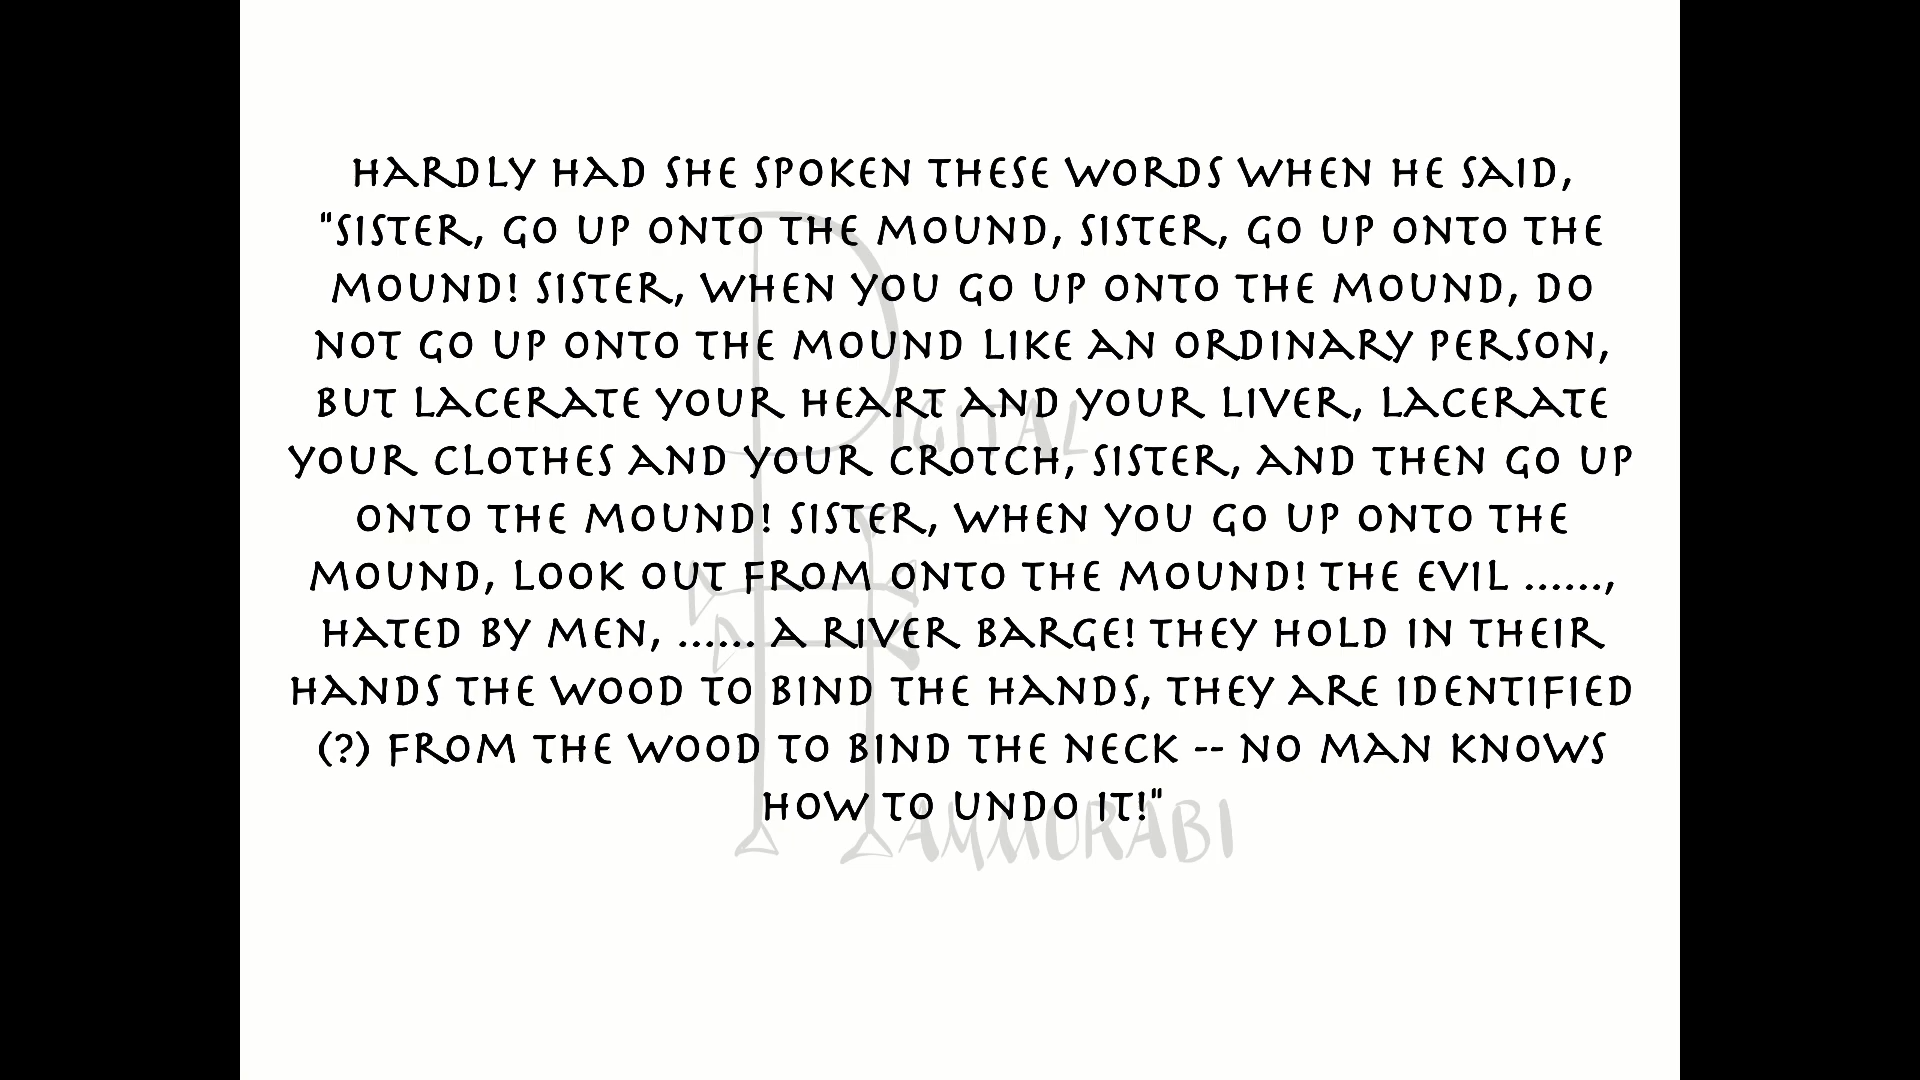 HARDLY HAD SHE SPOKEN THESE WORDS WHEN HE SAID,
"SISTER, GO UP ONTO THE MOUND, SISTER, GO UP ONTO THE
MOUND! SISTER, WHEN YOU GO UP ONTO THE MOUND, DO
NOT GO UP ONTO THE MOUND LIKE AN ORDINARY PERSON,
BUT LACERATE YOUR HEART AND YOUR LIVER, LACERATE
YOUR CLOTHES AND YOUR CROTCH, SISTER, AND THEN GO UP
ONTO THE MOUND! SISTER, WHEN YOU GO UP ONTO THE
MOUND, LOOK OUT FROM ONTO THE MOUND! THE EVIL ......,
HATED BY MEN, ...... A RIVER BARGE! THEY HOLD IN THEIR
HANDS THE WOOD TO BIND THE HANDS, THEY ARE IDENTIFIED
(?) FROM THE WOOD TO BIND THE NECK -- NO MAN KNOWS
HOW TO UNDO IT!"
DIGITAL
HAMMURABI